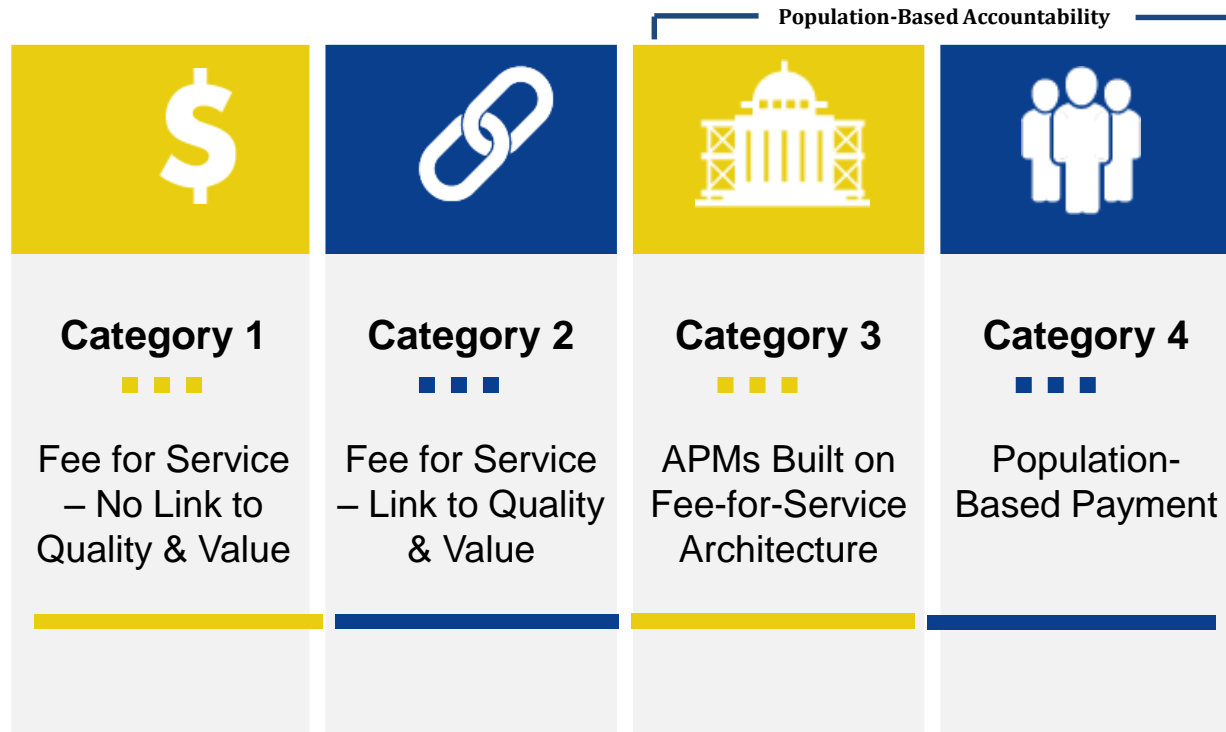 Population-Based Accountability
$
Category 1
Fee for Service
– No Link to
Quality & Value
Category 2
Fee for Service
– Link to Quality
& Value
Category 3
APMs Built on
Fee-for-Service
Architecture
Category 4
Population-
Based Payment